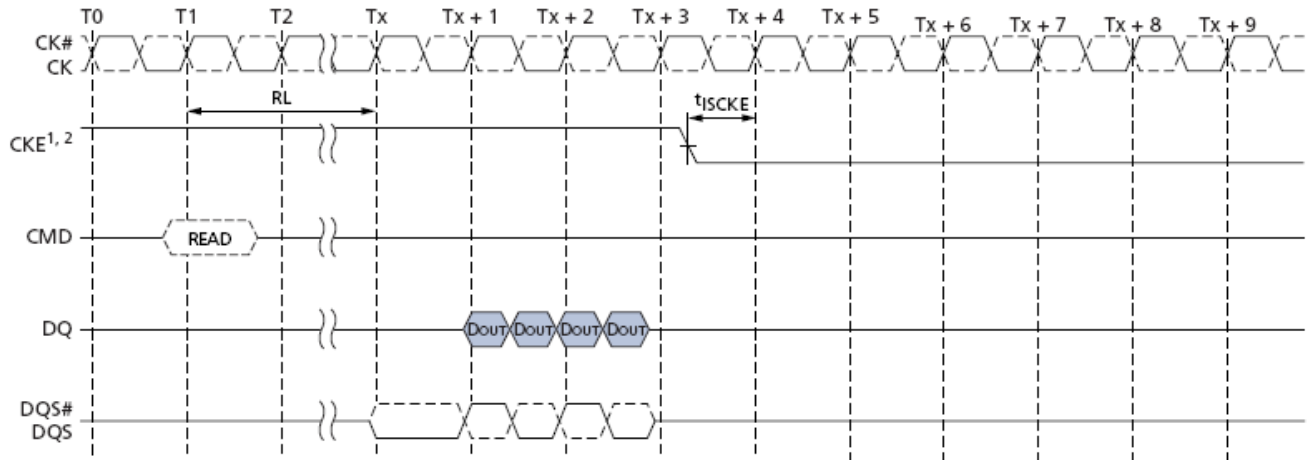 T0 T1 T2 Tx Tx + 1 Tx + 2 Tx + 3 Tx + 4 Tx + 5 Tx + 6 Tx + 7 Tx + 8 Tx + 9
CK#
CK
RL
tISCKE
CKE1, 2
CMD READ
DQ DOUT DOUT DOUT DOUT
DQS#
DQS